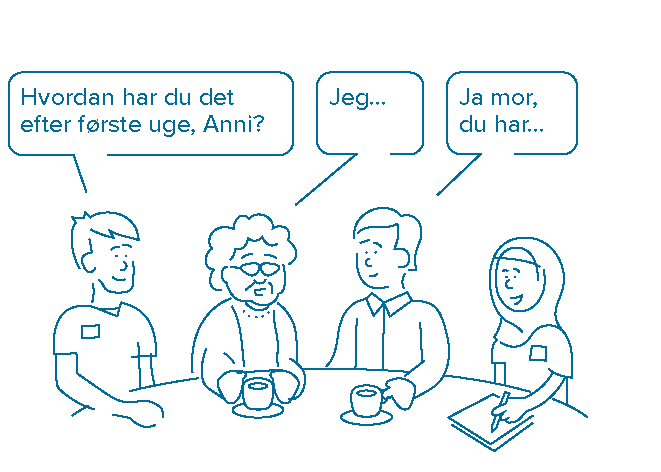 Hvordan har du det
efter første uge, Anni?
Jeg...
Ja mor,
du har...